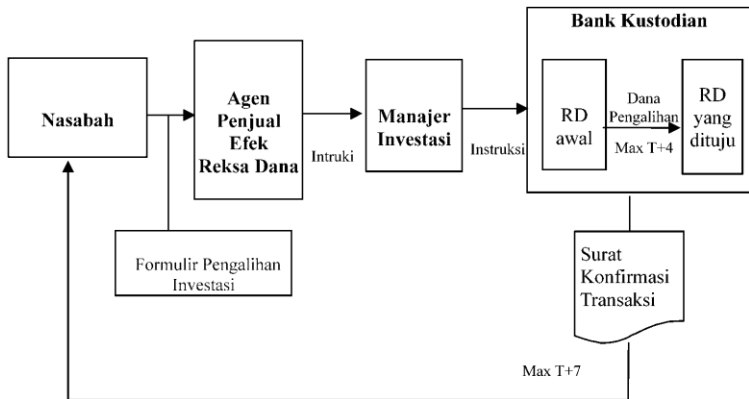 Bank Kustodian
Nasabah
Agen
Penjual
Efek
Reksa Dana
Intruki
Manajer
Investasi
Instruksi
RD
awal
Dana
Pengalihan
Max T+4
RD
yang
dituju
Formulir Pengalihan
Investasi
Surat
Konfirmasi
Transaksi
Max T+7